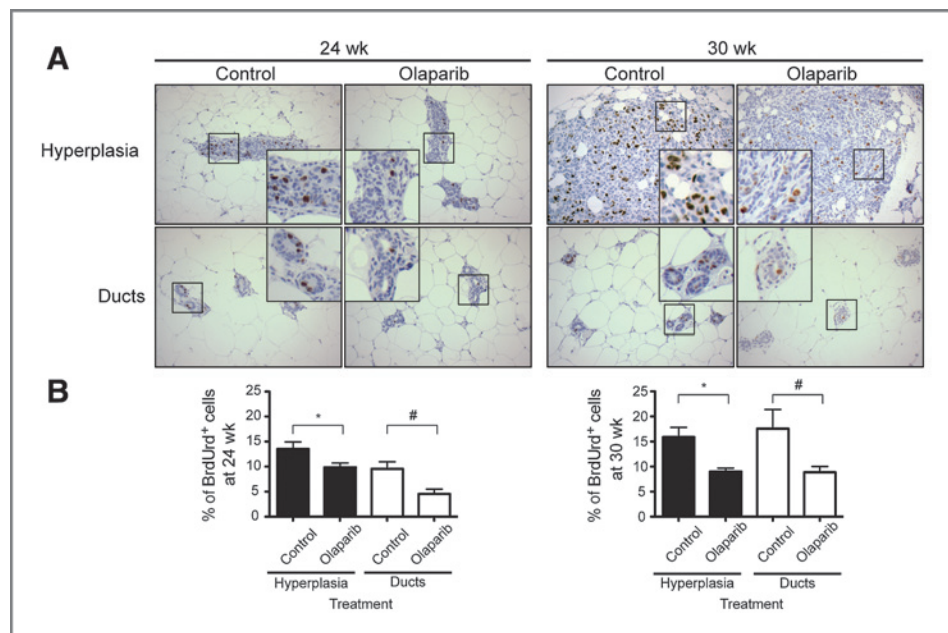 A
24 wk
30 wk
Control
Olaparib
Control
Olaparib
Hyperplasia
Ducts
B
% of BrdUrd+ cells
at 24 wk
25
20
15
10
5
0
*
#
Control
Olaparib
Control
Olaparib
Hyperplasia
Ducts
Treatment
% of BrdUrd+ cells
at 30 wk
25
20
15
10
5
0
*
#
Control
Olaparib
Control
Olaparib
Hyperplasia
Ducts
Treatment